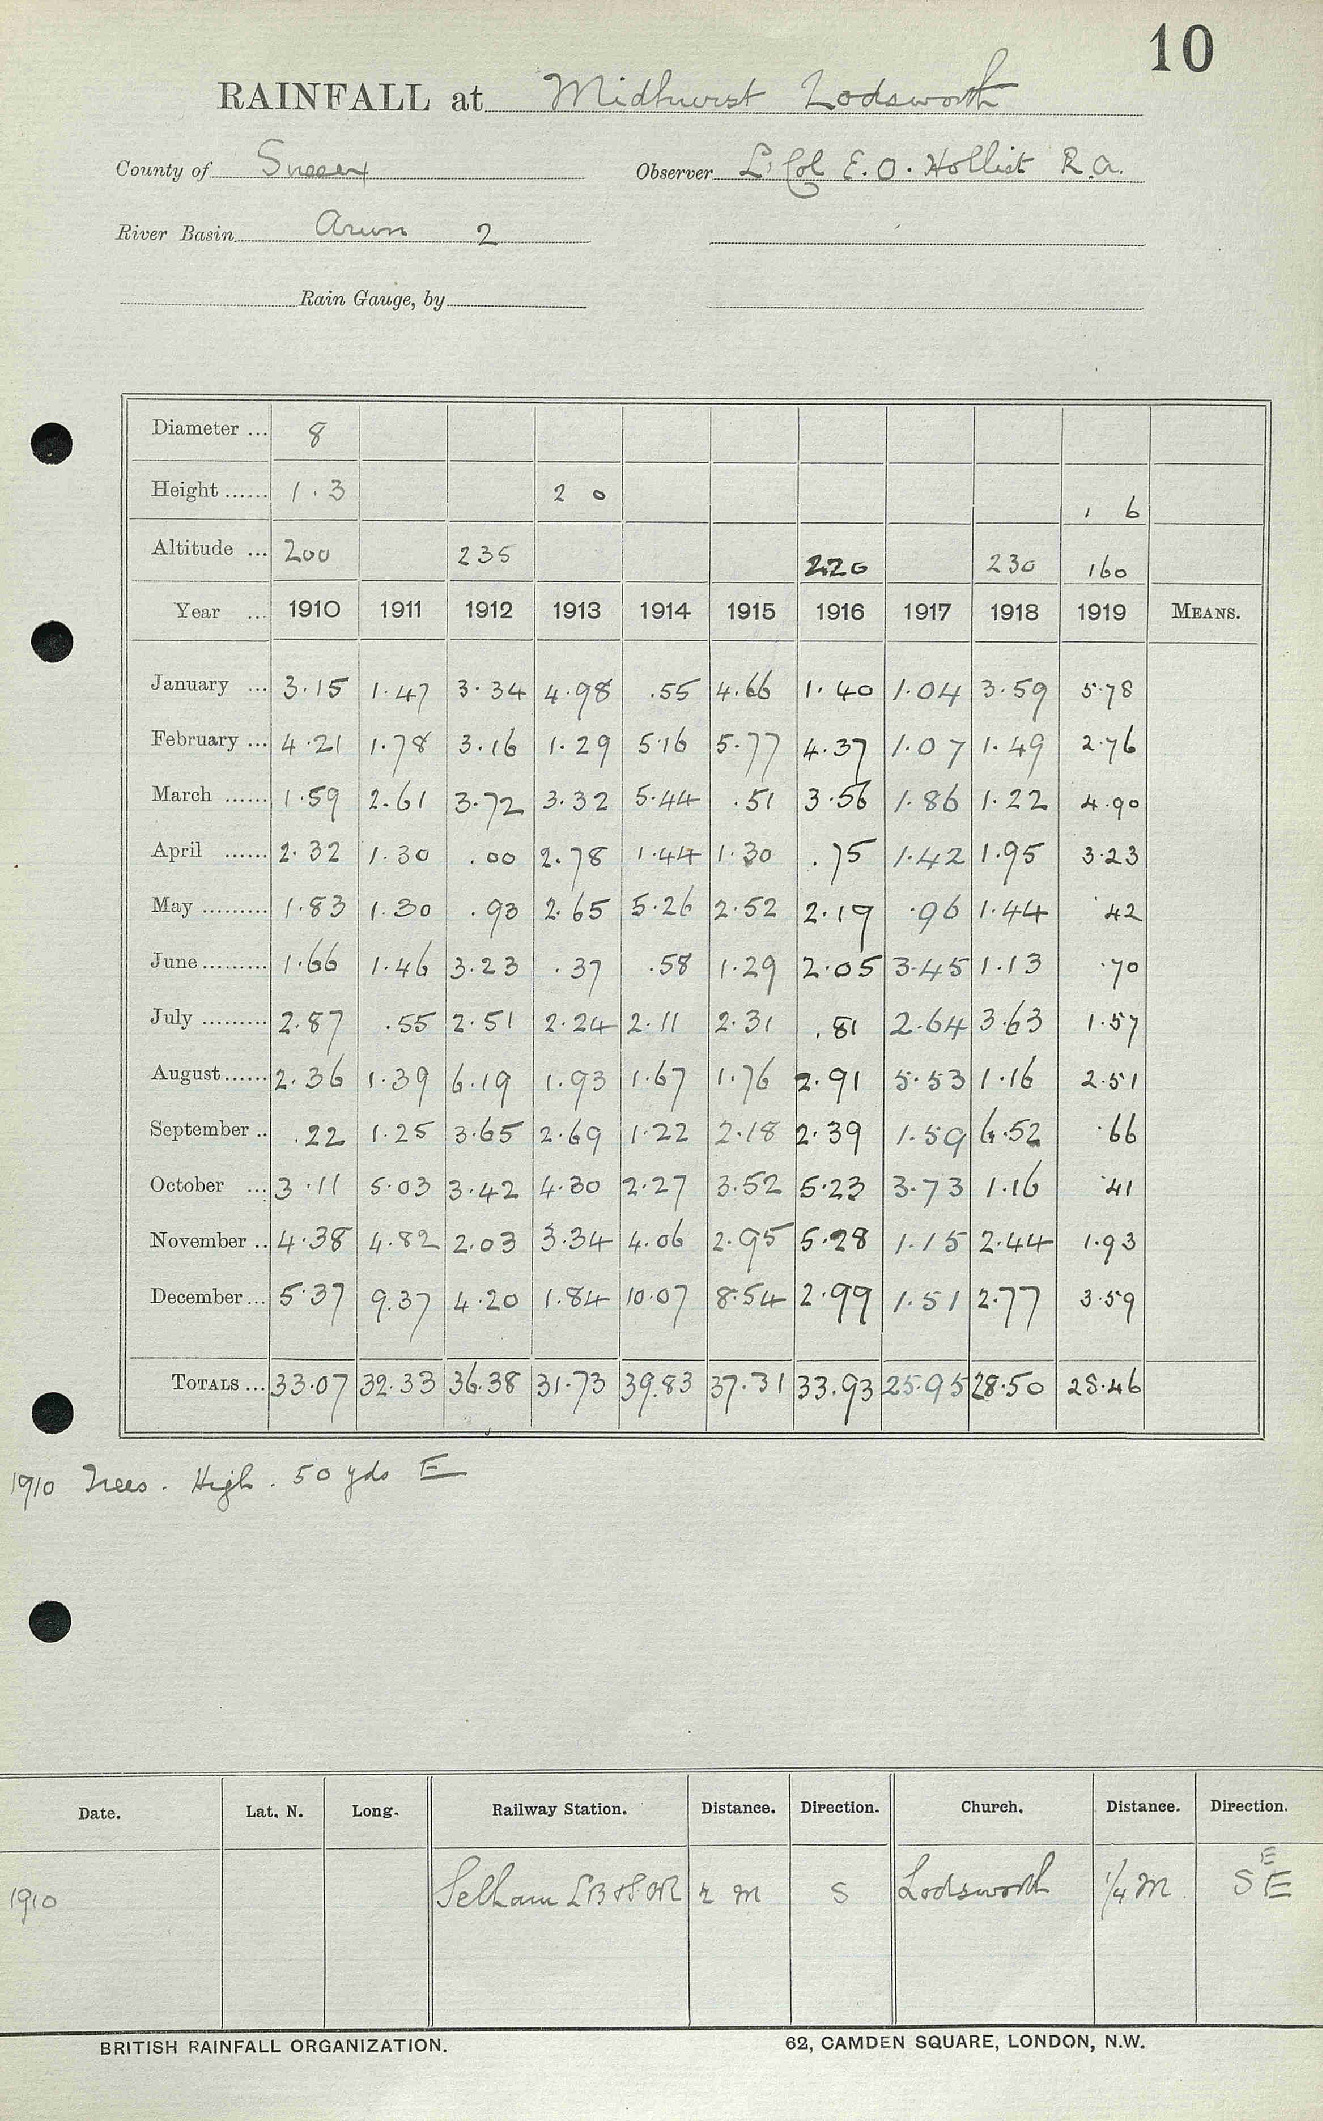 10
RAINFALL at Midhurst Lodsworth
County of Sussex Observer Lt Col E. O. Hollist R.A.
River Basin Arun 2
Rain Gauge, by
Diameter ... 8
Height ...... 1.3 2 0 1 6
Altitude ... 200 235 220 230 160
Year ... 1910 1911 1912 1913 1914 1915 1916 1917 1918 1919 MEANS.
January ... 3.15 1.47 3.34 4.98 .55 4.66 1.40 1.04 3.59 5.78
February ... 4.21 1.78 3.16 1.29 5.16 5.77 4.37 1.07 1.49 2.76
March ...... 1.59 2.61 3.72 3.32 5.44 .51 3.56 1.86 1.22 4.90
April ...... 2.32 1.30 .00 2.78 1.44 1.30 .75 1.42 1.95 3.23
May ......... 1.83 1.30 .93 2.65 5.26 2.52 2.19 .96 1.44 .42
June ......... 1.66 1.46 3.23 .37 .58 1.29 2.05 3.45 1.13 .70
July ......... 2.87 .55 2.51 2.24 2.11 2.31 .81 2.64 3.63 1.57
August ...... 2.36 1.39 6.19 1.93 1.67 1.76 2.91 5.53 1.16 2.51
September .. .22 1.25 3.65 2.69 1.22 2.18 2.39 1.59 6.52 .66
October ... 3.11 5.03 3.42 4.30 2.27 3.52 5.23 3.73 1.16 .41
November .. 4.38 4.82 2.03 3.34 4.06 2.95 5.28 1.15 2.44 1.93
December ... 5.37 9.37 4.20 1.84 10.07 8.54 2.99 1.51 2.77 3.59
TOTALS ... 33.07 32.33 36.38 31.73 39.83 37.31 33.93 25.95 28.50 28.46
1910 Trees. High. 50 yds E
Date. Lat. N. Long. Railway Station. Distance. Direction. Church. Distance. Direction.
1910 Selham LB&SCR 2 m S Lodsworth 1/4 m S E E
BRITISH RAINFALL ORGANIZATION. 62, CAMDEN SQUARE, LONDON, N.W.